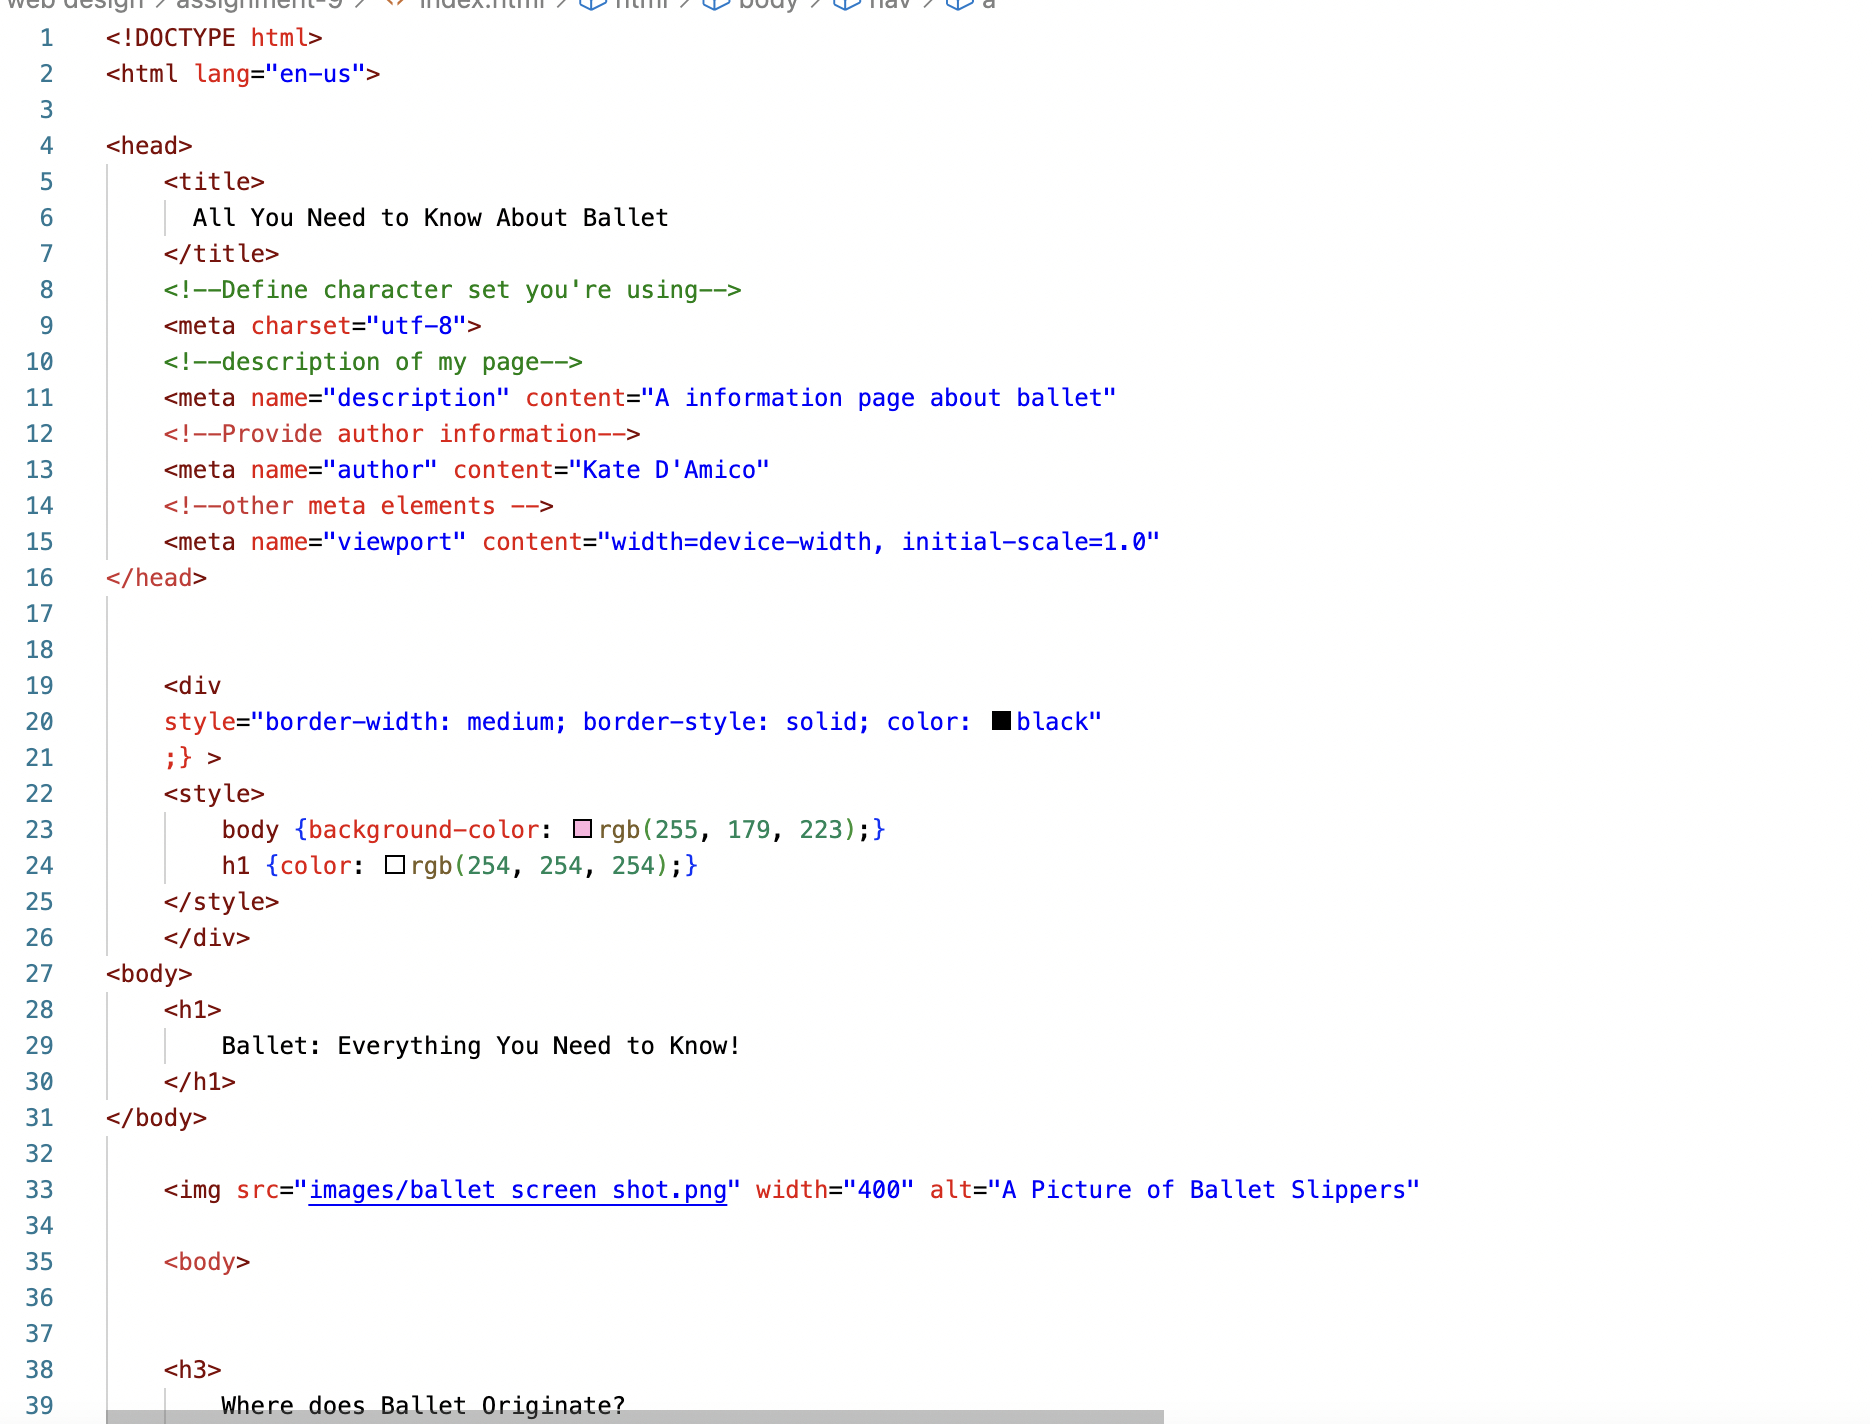 web design > assignment-9 > <> index.html > html > body > nav > a
1 <!DOCTYPE html>
2 <html lang="en-us">
3
4 <head>
5 <title>
6 All You Need to Know About Ballet
7 </title>
8 <!--Define character set you're using-->
9 <meta charset="utf-8">
10 <!--description of my page-->
11 <meta name="description" content="A information page about ballet"
12 <!--Provide author information-->
13 <meta name="author" content="Kate D'Amico"
14 <!--other meta elements -->
15 <meta name="viewport" content="width=device-width, initial-scale=1.0"
16 </head>
17
18
19 <div
20 style="border-width: medium; border-style: solid; color: black"
21 ;} >
22 <style>
23 body {background-color: rgb(255, 179, 223);}
24 h1 {color: rgb(254, 254, 254);}
25 </style>
26 </div>
27 <body>
28 <h1>
29 Ballet: Everything You Need to Know!
30 </h1>
31 </body>
32
33 <img src="images/ballet screen shot.png" width="400" alt="A Picture of Ballet Slippers"
34
35 <body>
36
37
38 <h3>
39 Where does Ballet Originate?